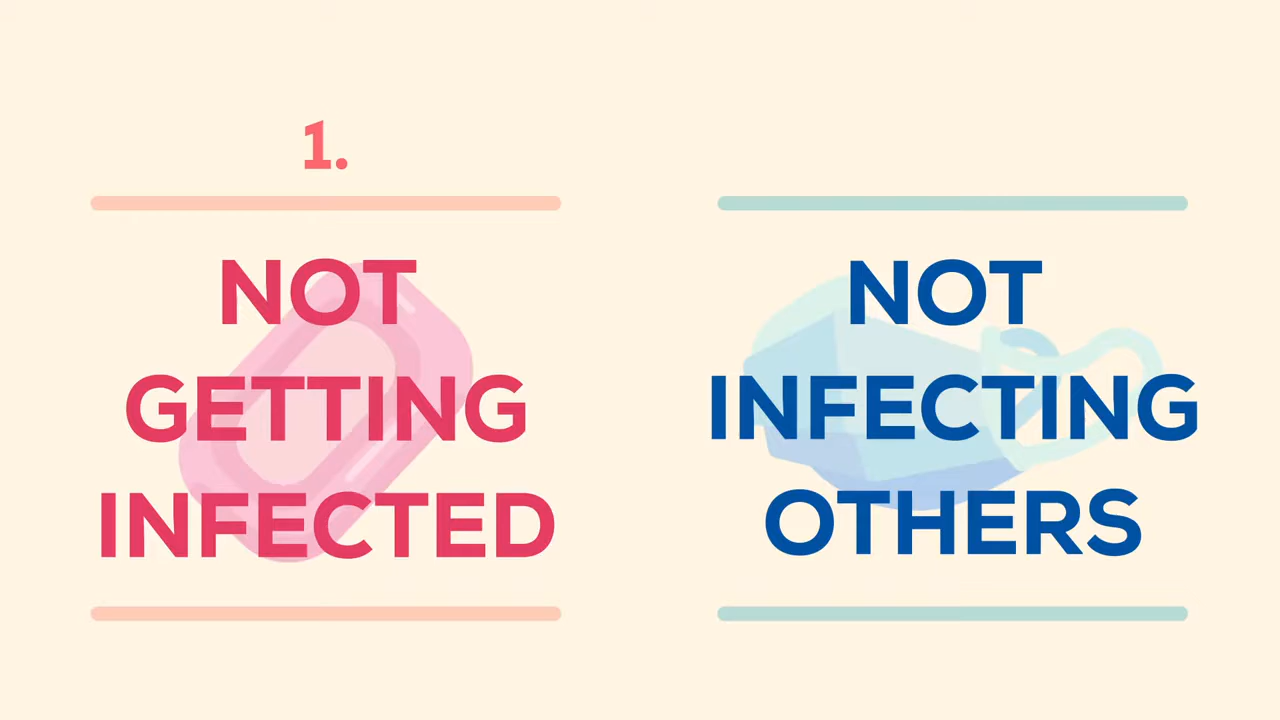 1.
NOT
GETTING
INFECTED
NOT
INFECTING
OTHERS